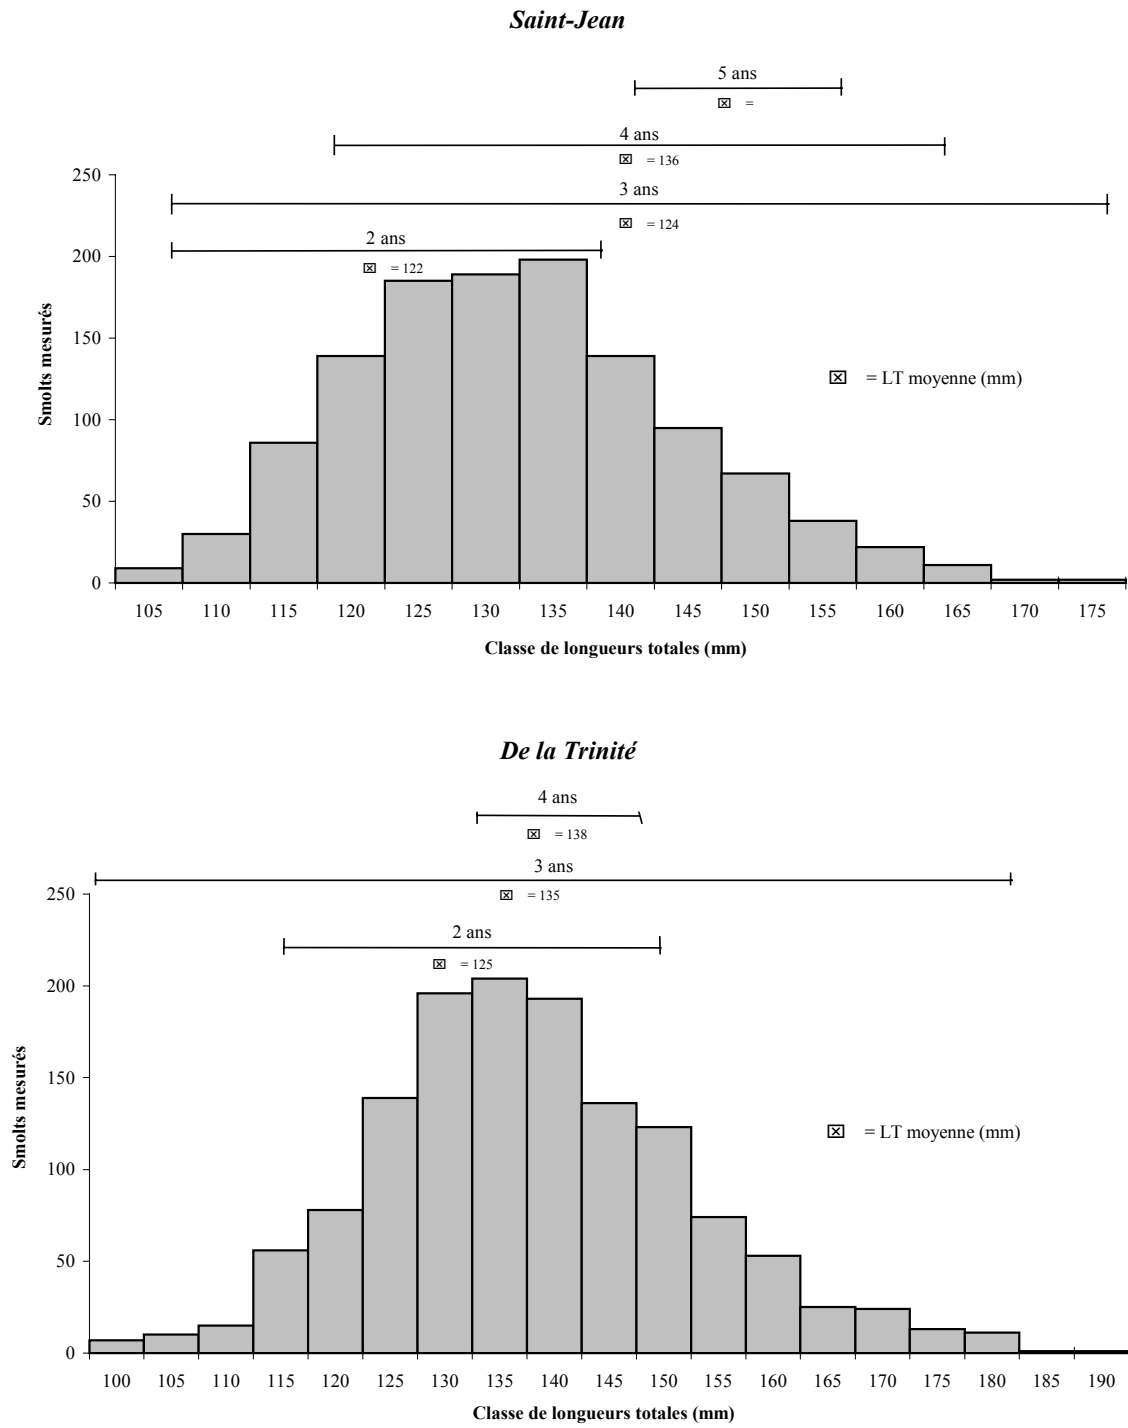 Saint-Jean
5 ans
☒ =
4 ans
☒ = 136
250
3 ans
☒ = 124
2 ans
200
☒ = 122
150
☒ = LT moyenne (mm)
100
50
0
Smolts mesurés
105 110 115 120 125 130 135 140 145 150 155 160 165 170 175
Classe de longueurs totales (mm)
De la Trinité
4 ans
☒ = 138
3 ans
250
☒ = 135
2 ans
☒ = 125
200
150
☒ = LT moyenne (mm)
100
50
0
Smolts mesurés
100 105 110 115 120 125 130 135 140 145 150 155 160 165 170 175 180 185 190
Classe de longueurs totales (mm)